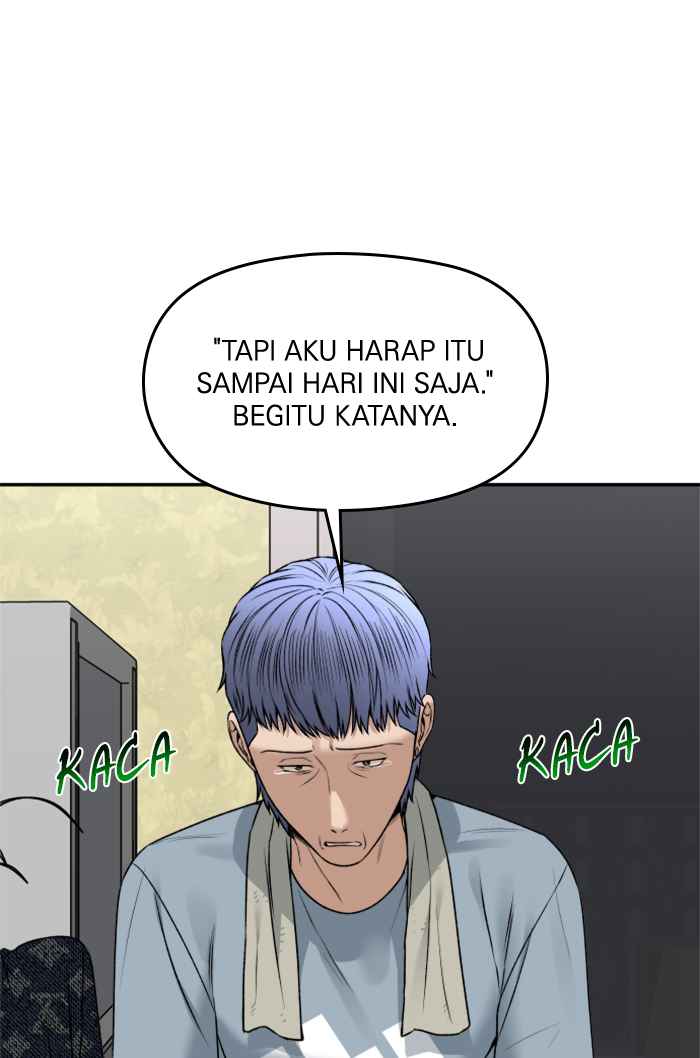 "TAPI AKU HARAP ITU
SAMPAI HARI INI SAJA."
BEGITU KATANYA.
KACA
KACA